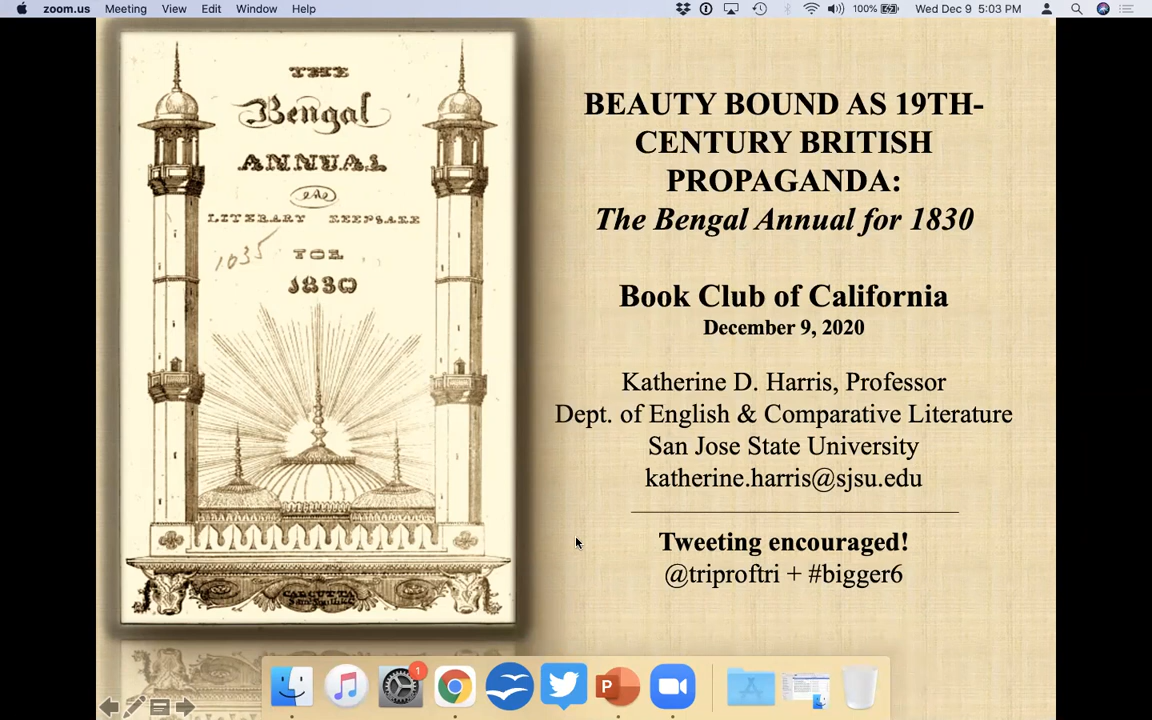 zoom.us Meeting View Edit Window Help 100% Wed Dec 9 5:03 PM
THE
Bengal
ANNUAL
A
LITERARY KEEPSAKE
FOR
1830
1035
CALCUTTA
BEAUTY BOUND AS 19TH-
CENTURY BRITISH
PROPAGANDA:
The Bengal Annual for 1830
Book Club of California
December 9, 2020
Katherine D. Harris, Professor
Dept. of English & Comparative Literature
San Jose State University
katherine.harris@sjsu.edu
Tweeting encouraged!
@triproftri + #bigger6
1
P